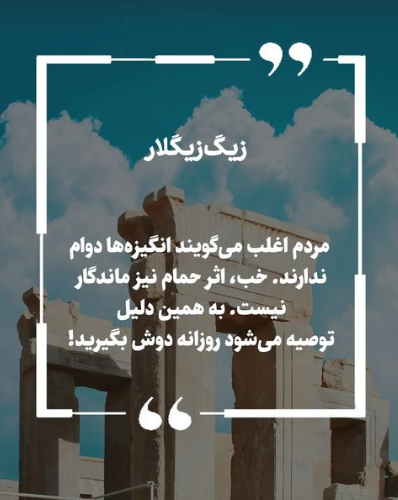 زیگ‌زیگلار
مردم اغلب می‌گویند انگیزه‌ها دوام
ندارند. خب، اثر حمام نیز ماندگار
نیست. به همین دلیل
توصیه می‌شود روزانه دوش بگیرید!